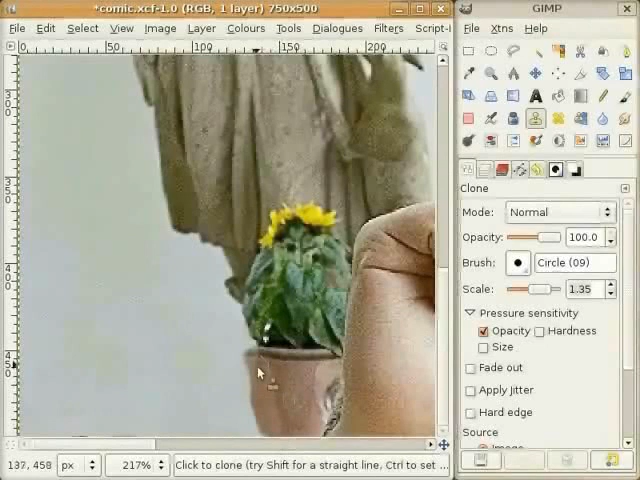 *comic.xcf-1.0 (RGB, 1 layer) 750x500
File Edit Select View Image Layer Colours Tools Dialogues Filters Script-
0 50 100 150 200
137, 458 px 217% Click to clone (try Shift for a straight line, Ctrl to set ...
GIMP
File Xtns Help
Clone
Mode: Normal
Opacity: 100.0
Brush: Circle (09)
Scale: 1.35
Pressure sensitivity
Opacity Hardness
Size
Fade out
Apply Jitter
Hard edge
Source
Image